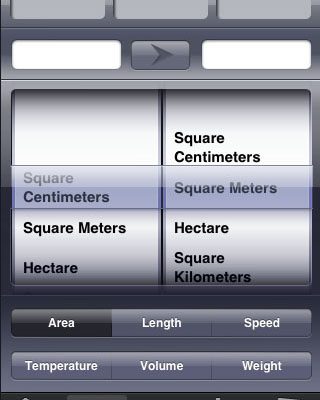 Square
Centimeters
Square Meters
Hectare
Square
Centimeters
Square Meters
Hectare
Square
Kilometers
Area Length Speed
Temperature Volume Weight